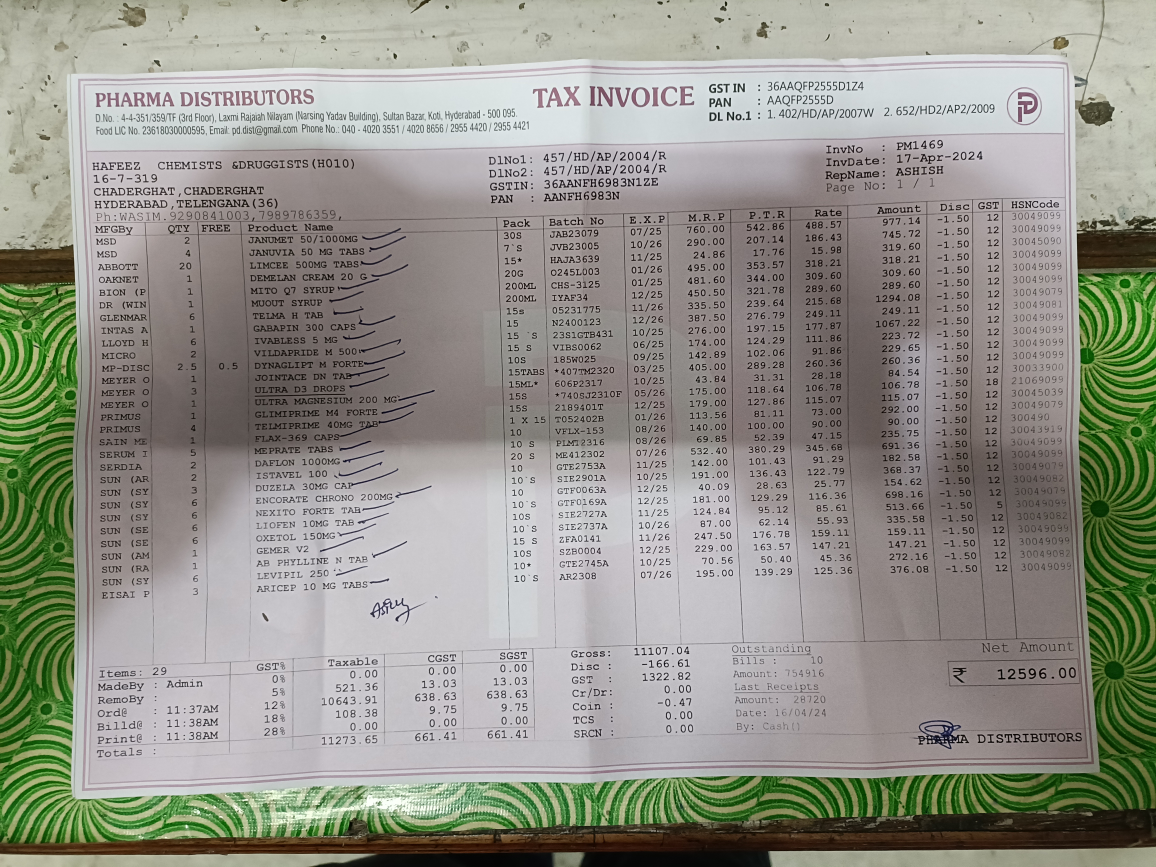 PHARMA DISTRIBUTORS
D.No. : 4-4-351/359/TF (3rd Floor), Laxmi Rajaiah Nilayam (Narsing Yadav Building), Sultan Bazar, Koti, Hyderabad - 500 095.
Food LIC No. 23618030000595, Email: pd.dist@gmail.com Phone No.: 040 - 4020 3551 / 4020 8656 / 2955 4420 / 2955 4421
TAX INVOICE
GST IN : 36AAQFP2555D1Z4
PAN : AAQFP2555D
DL No.1 : 1. 402/HD/AP/2007W 2. 652/HD2/AP2/2009
HAFEEZ CHEMISTS &DRUGGISTS(H010)
16-7-319
CHADERGHAT,CHADERGHAT
HYDERABAD,TELENGANA(36)
Ph:WASIM.9290841003,7989786359,
DlNo1: 457/HD/AP/2004/R
DlNo2: 457/HD/AP/2004/R
GSTIN: 36AANFH6983N1ZE
PAN : AANFH6983N
InvNo : PM1469
InvDate: 17-Apr-2024
RepName: ASHISH
Page No: 1 / 1
MFGBy QTY FREE Product Name Pack Batch No E.X.P M.R.P P.T.R Rate Amount Disc GST HSNCode
MSD 2 JANUMET 50/1000MG 30S JAB23079 07/25 760.00 542.86 488.57 977.14 -1.50 12 30049099
MSD 4 JANUVIA 50 MG TABS 7`S JVB23005 10/26 290.00 207.14 186.43 745.72 -1.50 12 30049099
ABBOTT 20 LIMCEE 500MG TABS 15* HAJA3639 11/25 24.86 17.76 15.98 319.60 -1.50 12 30045090
OAKNET 1 DEMELAN CREAM 20 G 20G O245L003 01/26 495.00 353.57 318.21 318.21 -1.50 12 30049099
BION (P 1 MITO Q7 SYRUP 200ML CHS-3125 01/25 481.60 344.00 309.60 309.60 -1.50 12 30049099
DR (WIN 1 MUOUT SYRUP 200ML IYAF34 12/25 450.50 321.78 289.60 289.60 -1.50 12 30049099
GLENMAR 6 TELMA H TAB 15s 05231775 11/26 335.50 239.64 215.68 1294.08 -1.50 12 30049079
INTAS A 1 GABAPIN 300 CAPS 15 N2400123 12/26 387.50 276.79 249.11 249.11 -1.50 12 30049081
LLOYD H 6 IVABLESS 5 MG 15 `S 23S1GTB431 10/25 276.00 197.15 177.87 1067.22 -1.50 12 30049099
MICRO 2 VILDAPRIDE M 500 15 S VIBS0062 06/25 174.00 124.29 111.86 223.72 -1.50 12 30049099
MP-DISC 2.5 0.5 DYNAGLIPT M FORTE 10S 185W025 09/25 142.89 102.06 91.86 229.65 -1.50 12 30049099
MEYER O 1 JOINTACE DN TAB 15TABS *407TM2320 03/25 405.00 289.28 260.36 260.36 -1.50 12 30049099
MEYER O 3 ULTRA D3 DROPS 15ML* 606P2317 10/25 43.84 31.31 28.18 84.54 -1.50 12 30033900
MEYER O 1 ULTRA MAGNESIUM 200 MG 15S *740SJ2310F 05/26 175.00 118.64 106.78 106.78 -1.50 18 21069099
PRIMUS 1 GLIMIPRIME M4 FORTE 15S 2189401T 12/25 179.00 127.86 115.07 115.07 -1.50 12 30045039
PRIMUS 4 TELMIPRIME 40MG TAB 1 X 15 T052402B 01/26 113.56 81.11 73.00 292.00 -1.50 12 300490
SAIN ME 1 FLAX-369 CAPS 10 VFLX-153 08/26 140.00 100.00 90.00 90.00 -1.50 12 30043919
SERUM I 5 MEPRATE TABS 10 S PLMT2316 08/26 69.85 52.39 47.15 235.75 -1.50 12 30049099
SERDIA 2 DAFLON 1000MG 20 S ME412302 07/26 532.40 380.29 345.68 691.36 -1.50 12 30049099
SUN (AR 2 ISTAVEL 100 10 GTE2753A 11/25 142.00 101.43 91.29 182.58 -1.50 12 30049099
SUN (SY 3 DUZELA 30MG CAP 10`S SIE2901A 10/26 191.00 136.43 122.79 368.37 -1.50 12 30049079
SUN (SY 6 ENCORATE CHRONO 200MG 10 GTF0063A 12/25 40.09 28.63 25.77 154.62 -1.50 12 30049082
SUN (SY 6 NEXITO FORTE TAB 10`S GTF0169A 12/25 181.00 129.29 116.36 698.16 -1.50 12 30049079
SUN (SE 6 LIOFEN 10MG TAB 10S SIE2727A 11/25 124.84 95.12 85.61 513.66 -1.50 5 30049099
SUN (SE 6 OXETOL 150MG 10`S SIE2737A 10/26 87.00 62.14 55.93 335.58 -1.50 12 30049082
SUN (AM 1 GEMER V2 15 S ZFA0141 11/26 247.50 176.78 159.11 159.11 -1.50 12 30049099
SUN (RA 1 AB PHYLLINE N TAB 10S SZB0004 12/25 229.00 163.57 147.21 147.21 -1.50 12 30049099
SUN (SY 6 LEVIPIL 250 10* GTE2745A 10/25 70.56 50.40 45.36 272.16 -1.50 12 30049082
EISAI P 3 ARICEP 10 MG TABS 10`S AR2308 07/26 195.00 139.29 125.36 376.08 -1.50 12 30049099
Items: 29
MadeBy : Admin
RemoBy :
Ord@ : 11:37AM
Billd@ : 11:38AM
Print@ : 11:38AM
Totals :
GST% Taxable CGST SGST
0% 0.00 0.00 0.00
5% 521.36 13.03 13.03
12% 10643.91 638.63 638.63
18% 108.38 9.75 9.75
28% 0.00 0.00 0.00
11273.65 661.41 661.41
Gross: 11107.04
Disc : -166.61
GST : 1322.82
Cr/Dr: 0.00
Coin : -0.47
TCS : 0.00
SRCN : 0.00
Outstanding
Bills : 10
Amount: 754916
Last Receipts
Amount: 28720
Date: 16/04/24
By: Cash()
Net Amount
₹ 12596.00
PHARMA DISTRIBUTORS